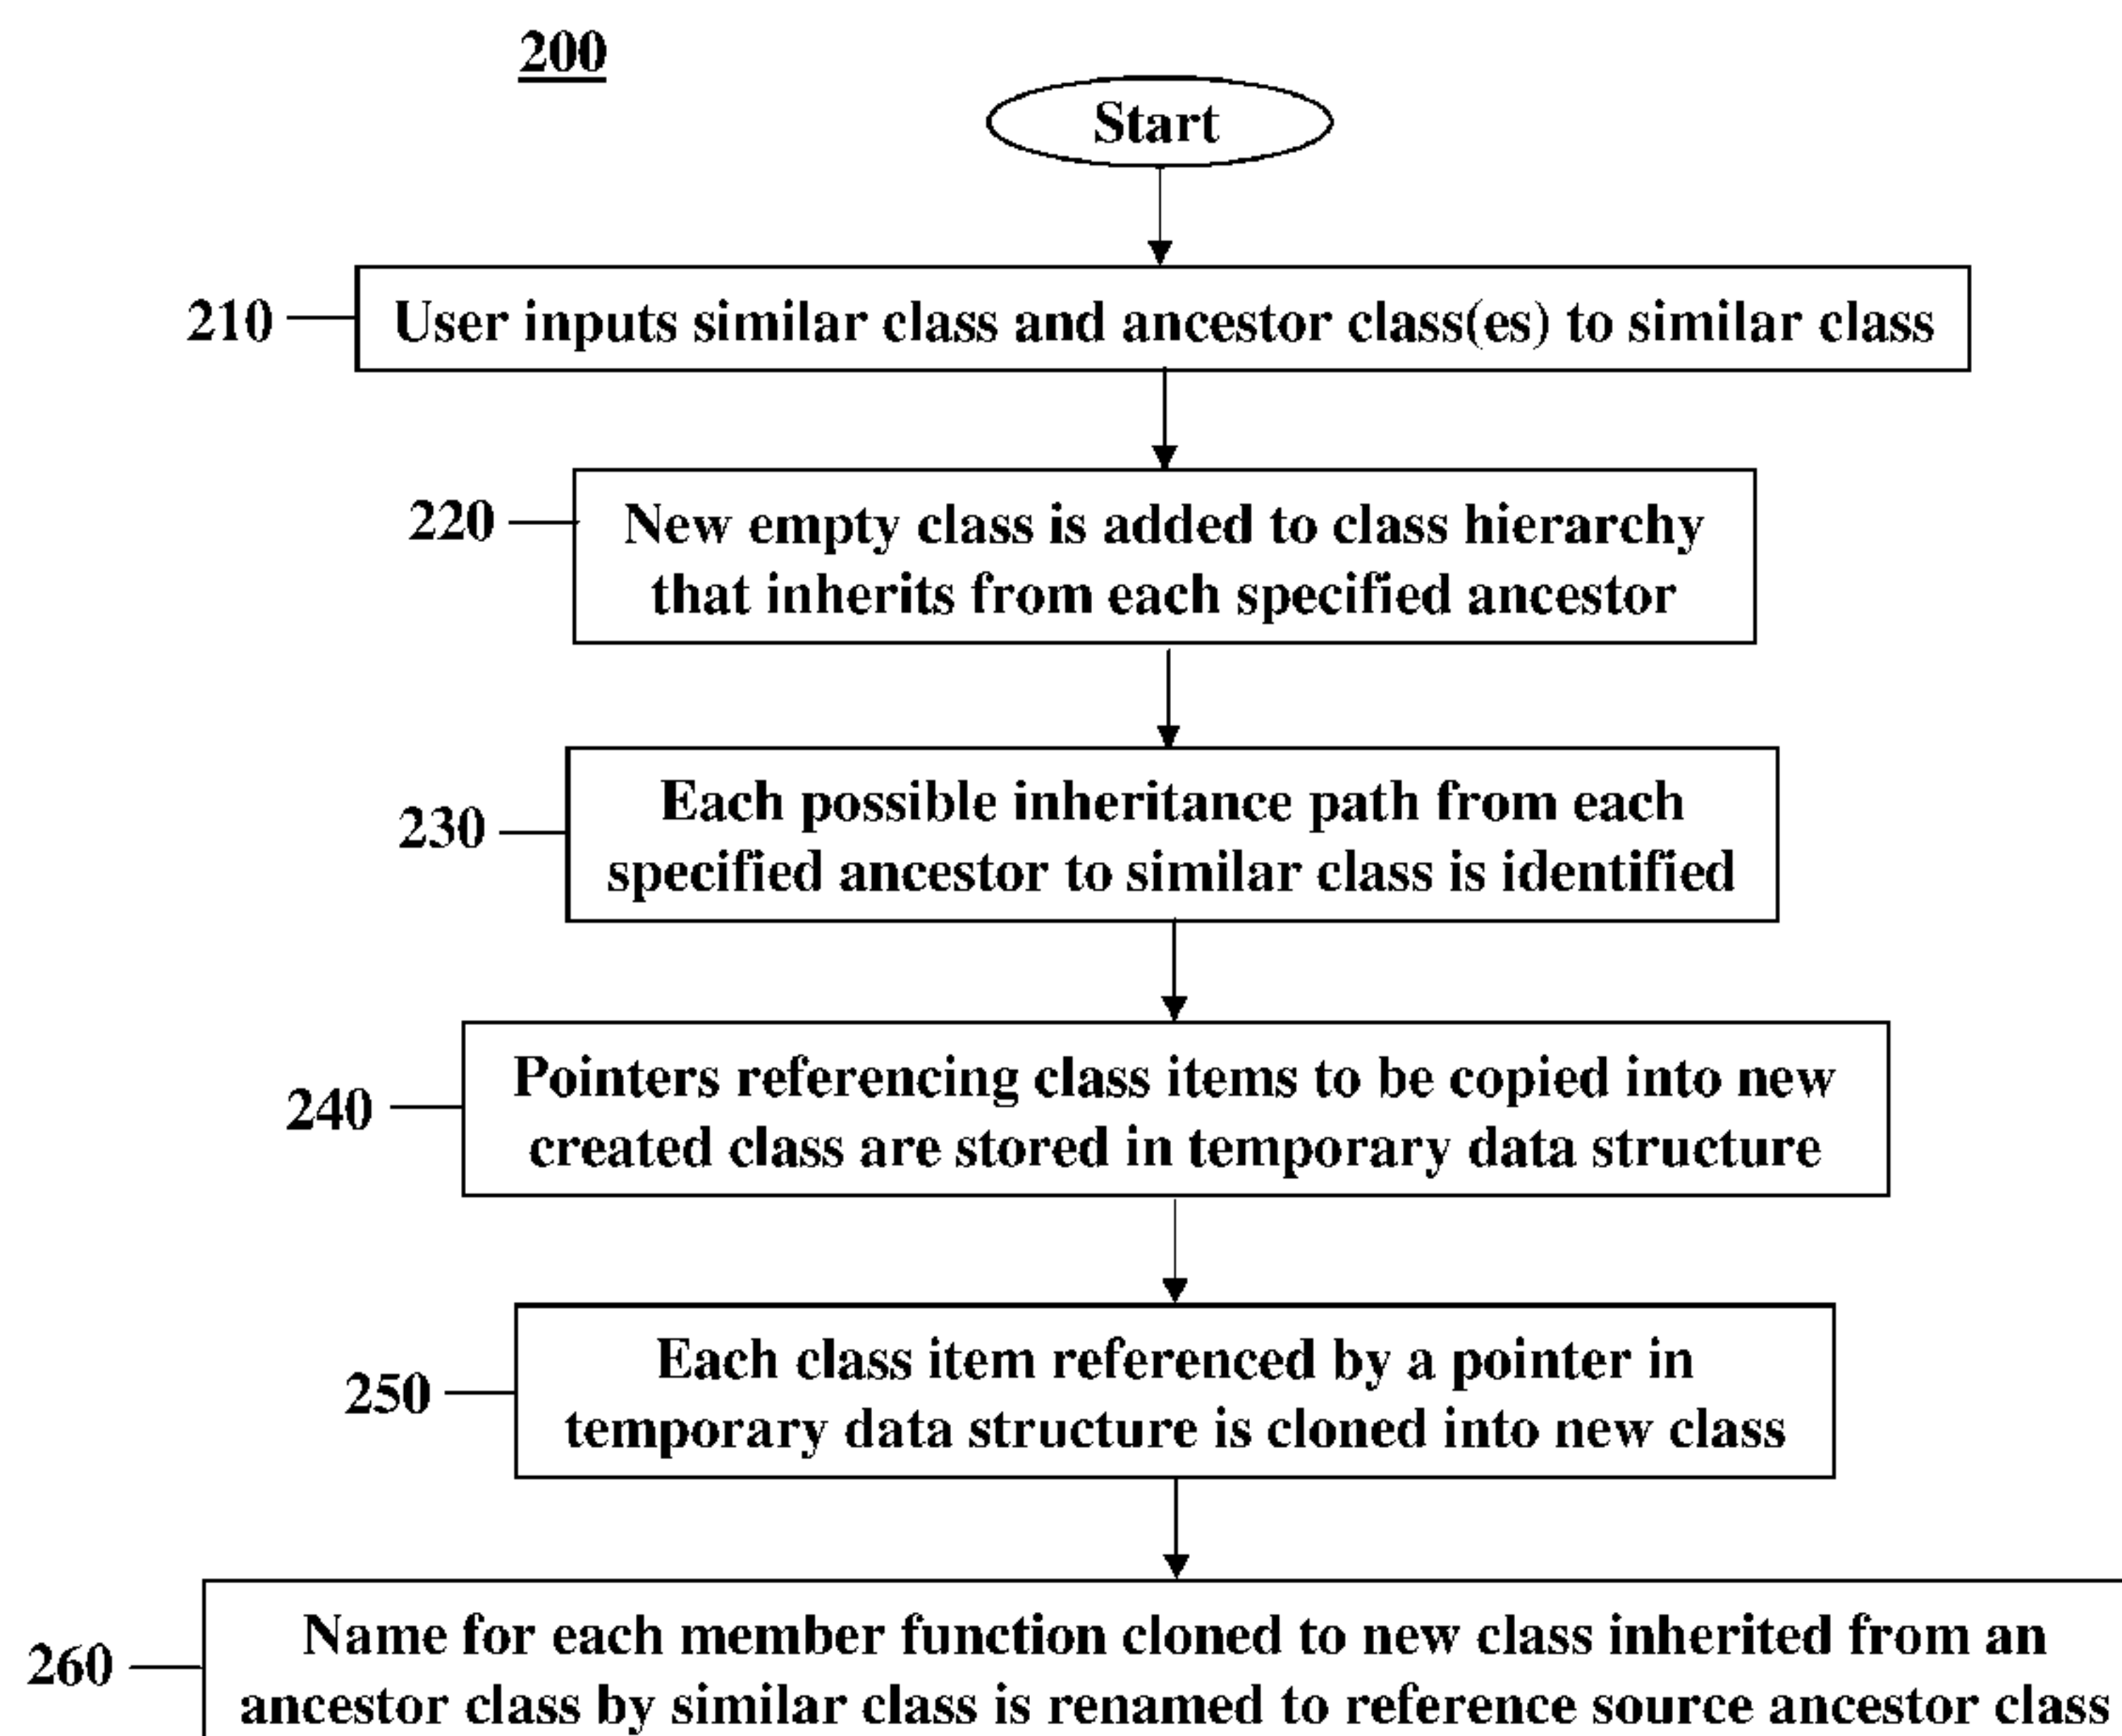 200
Start
210
User inputs similar class and ancestor class(es) to similar class
220
New empty class is added to class hierarchy
that inherits from each specified ancestor
230
Each possible inheritance path from each
specified ancestor to similar class is identified
240
Pointers referencing class items to be copied into new
created class are stored in temporary data structure
250
Each class item referenced by a pointer in
temporary data structure is cloned into new class
260
Name for each member function cloned to new class inherited from an
ancestor class by similar class is renamed to reference source ancestor class